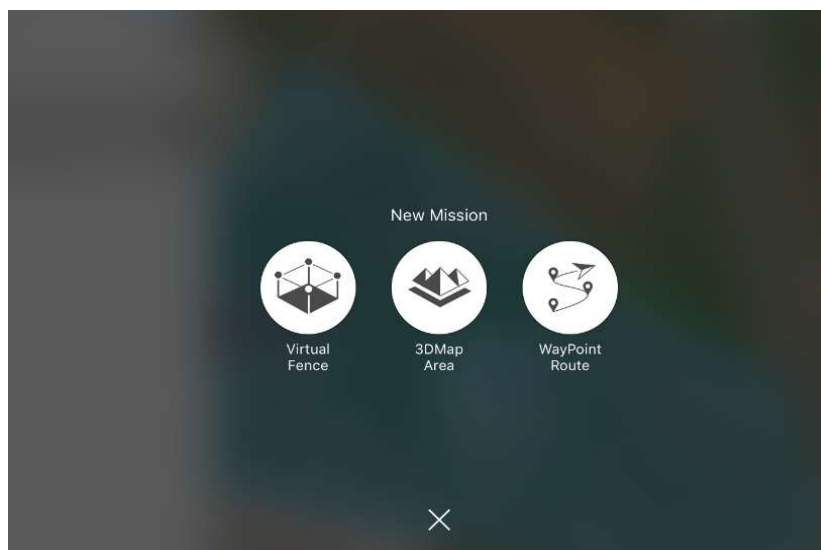 New Mission
Virtual
Fence
3DMap
Area
WayPoint
Route